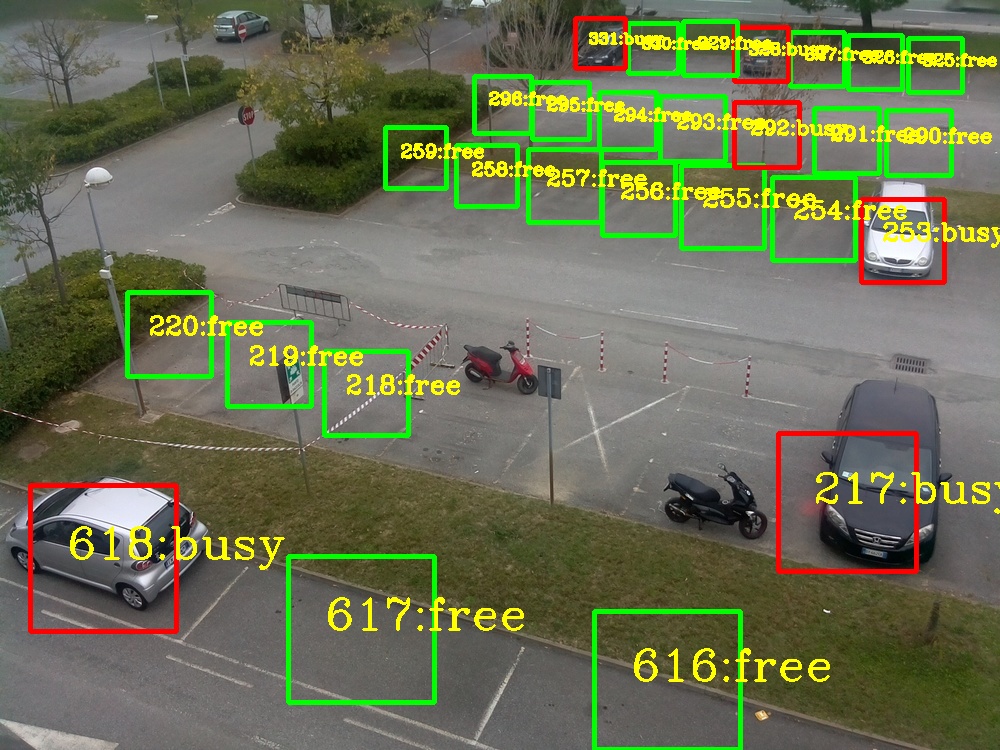 331:busy 330:free 329:free 328:busy 327:free 326:free 325:free
296:free 295:free 294:free 293:free 292:busy 291:free 290:free
259:free 258:free 257:free 256:free 255:free 254:free 253:busy
220:free 219:free 218:free
217:busy
618:busy 617:free 616:free
STOP